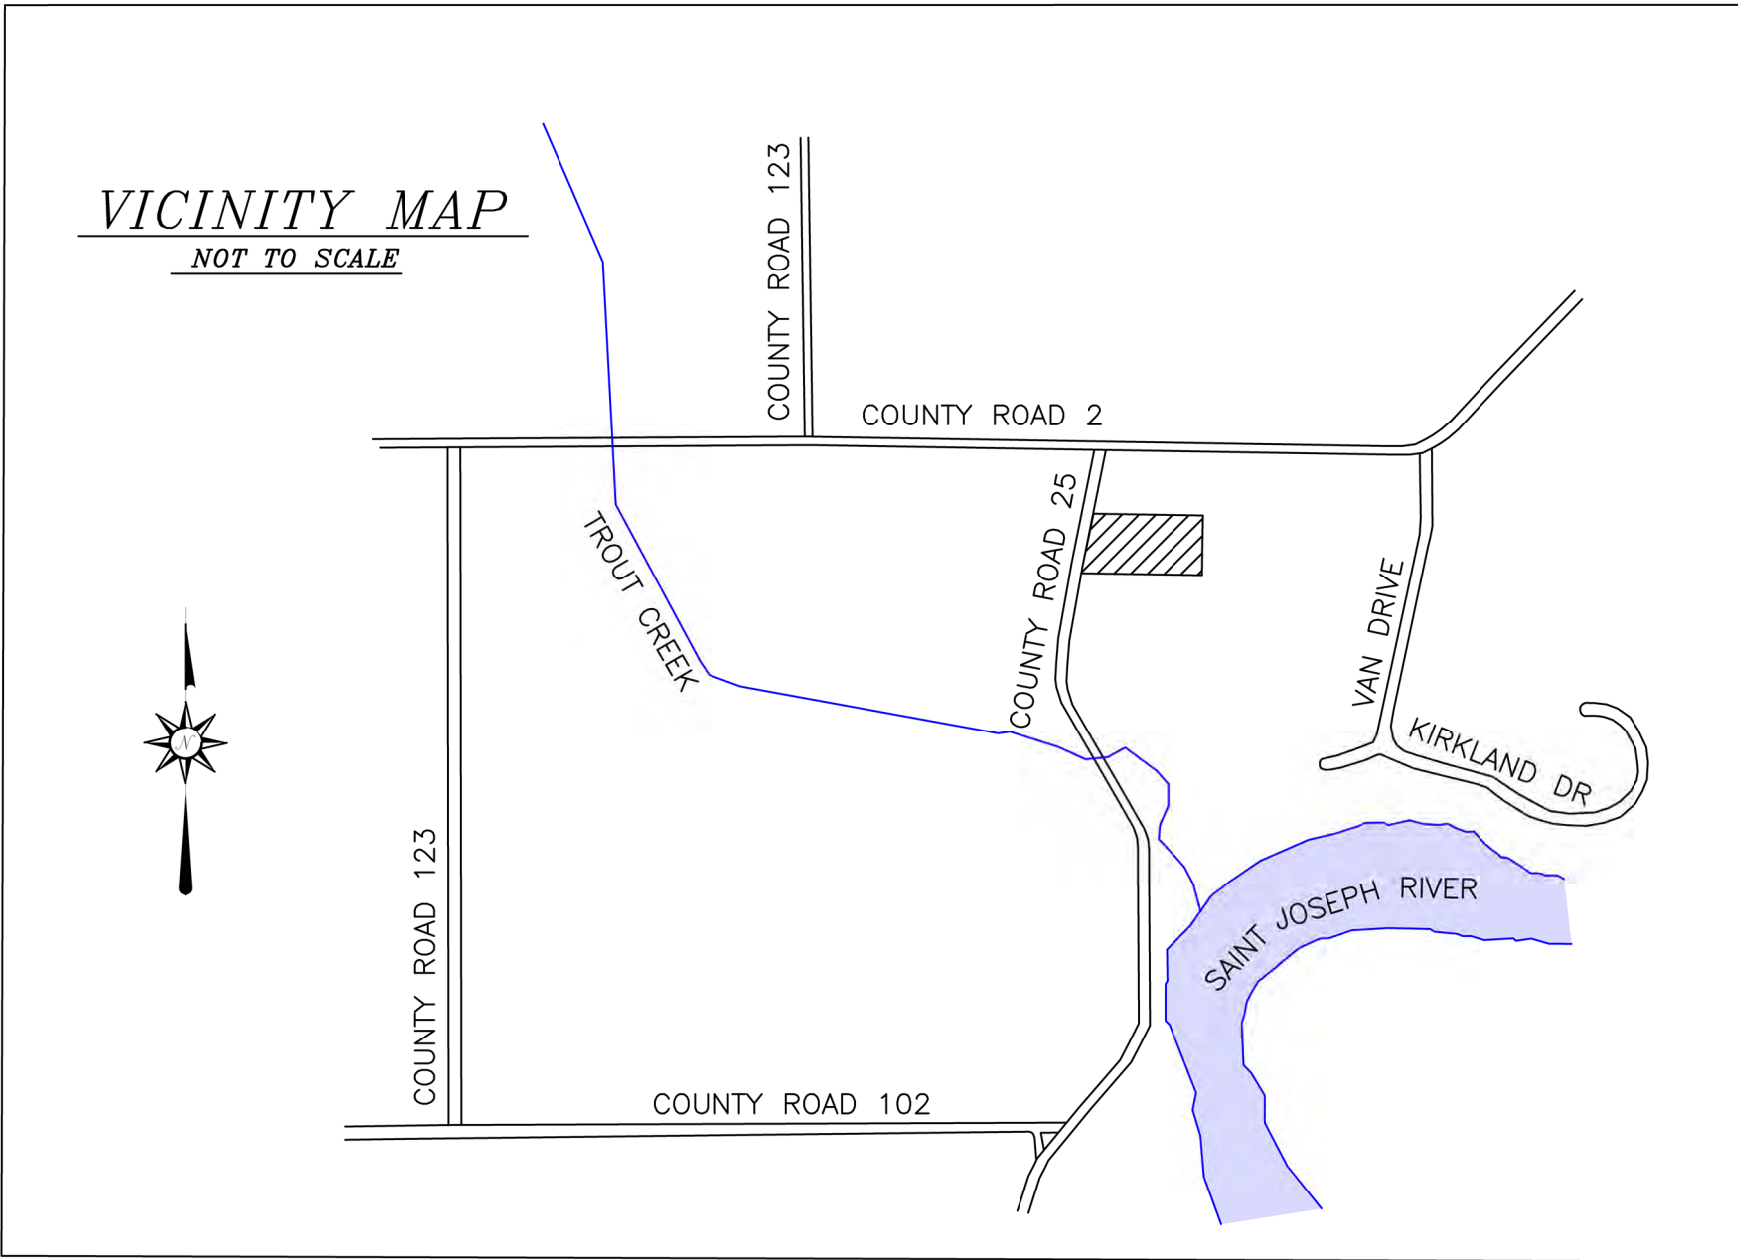 VICINITY MAP
NOT TO SCALE
COUNTY ROAD 123
COUNTY ROAD 2
COUNTY ROAD 25
TROUT CREEK
VAN DRIVE
KIRKLAND DR
N
COUNTY ROAD 123
SAINT JOSEPH RIVER
COUNTY ROAD 102